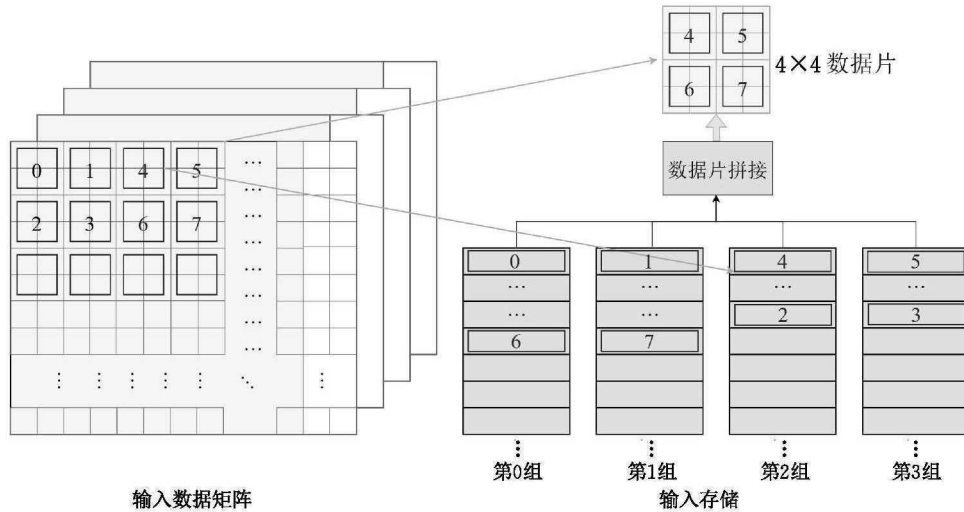 4 5
6 7
4×4数据片
数据片拼接
0 1 4 5 ...
...
2 3 6 7 ...
...
...
...
...
...
⋮ ⋮ ⋮ ⋮ ⋮ ⋱ ⋮
0 1 4 5
... ... ... ...
... ... 2 3
6 7
⋮ ⋮ ⋮ ⋮
第0组 第1组 第2组 第3组
输入数据矩阵 输入存储